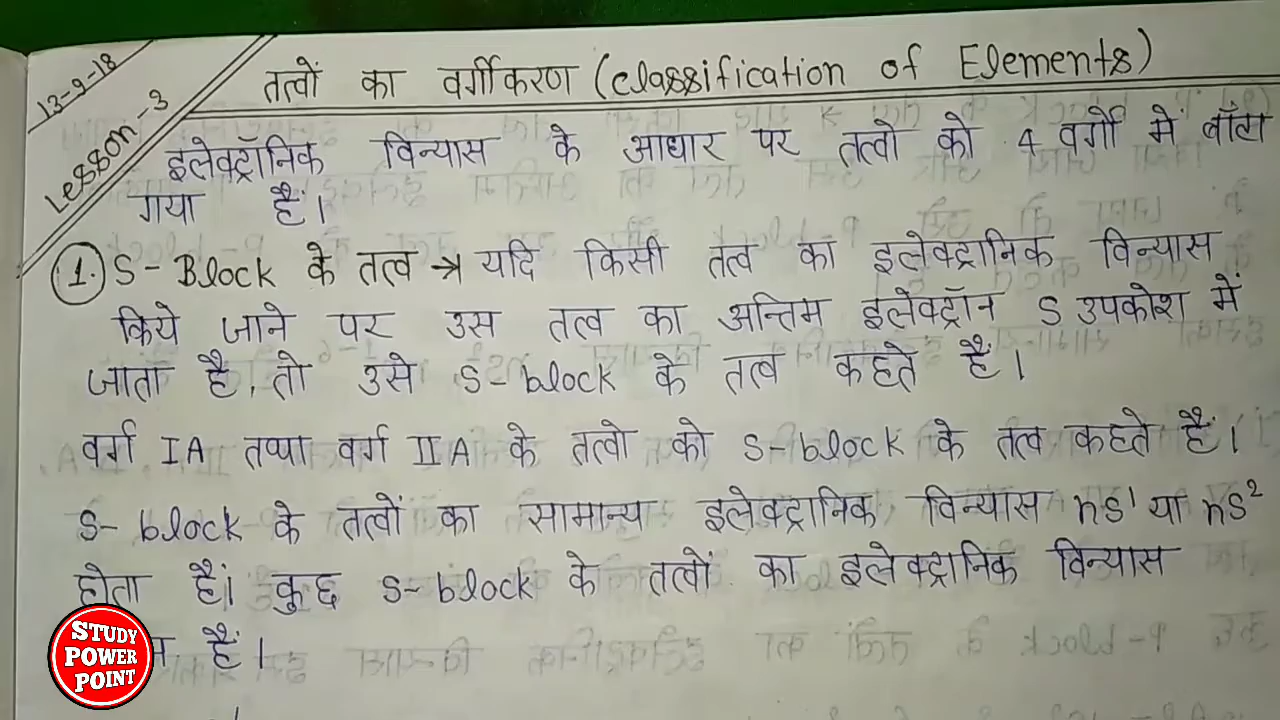 13-9-18
Lesson-3
तत्वों का वर्गीकरण (Classification of Elements)
इलेक्ट्रॉनिक विन्यास के आधार पर तत्वो को 4 वर्गों में बाँटा
गया हैं।
1. S-Block के तत्व → यदि किसी तत्व का इलेक्ट्रानिक विन्यास
किये जाने पर उस तत्व का अन्तिम इलेक्ट्रॉन S उपकोश में
जाता है, तो उसे S-block के तत्व कहते हैं।
वर्ग IA तथा वर्ग IIA के तत्वो को S-block के तत्व कहते हैं।
S-block के तत्वों का सामान्य इलेक्ट्रानिक विन्यास ns¹ या ns²
होता हैं। कुछ S-block के तत्वों का इलेक्ट्रानिक विन्यास
हैं।
STUDY
POWER
POINT